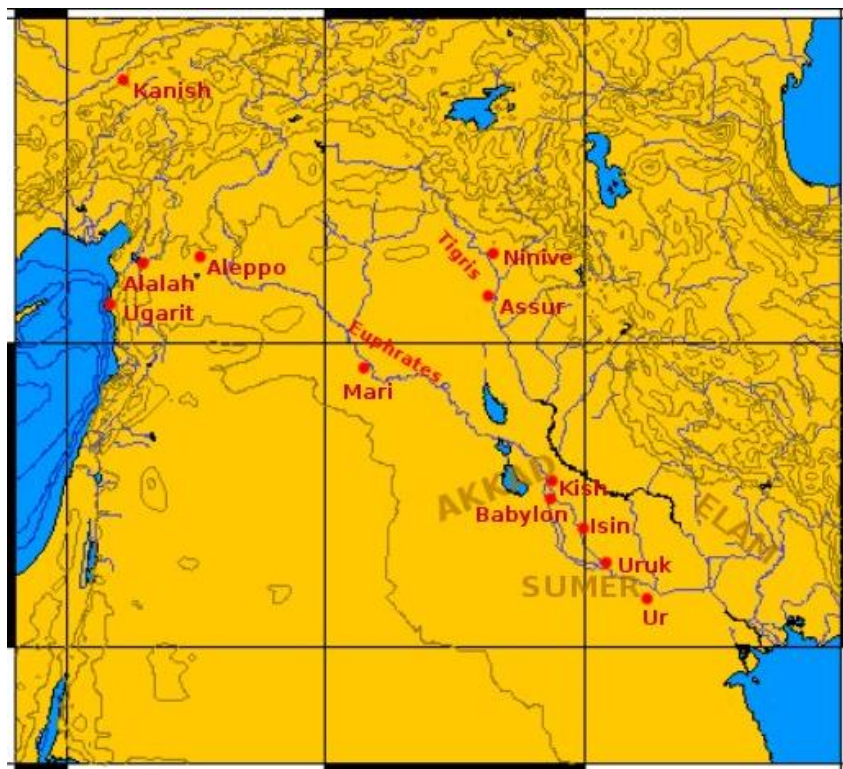 Kanish
Ninive
Tigris
Aleppo
Alalah
Assur
Ugarit
Euphrates
Mari
AKKAD
Kish
Babylon
ELAM
Isin
Uruk
SUMER
Ur